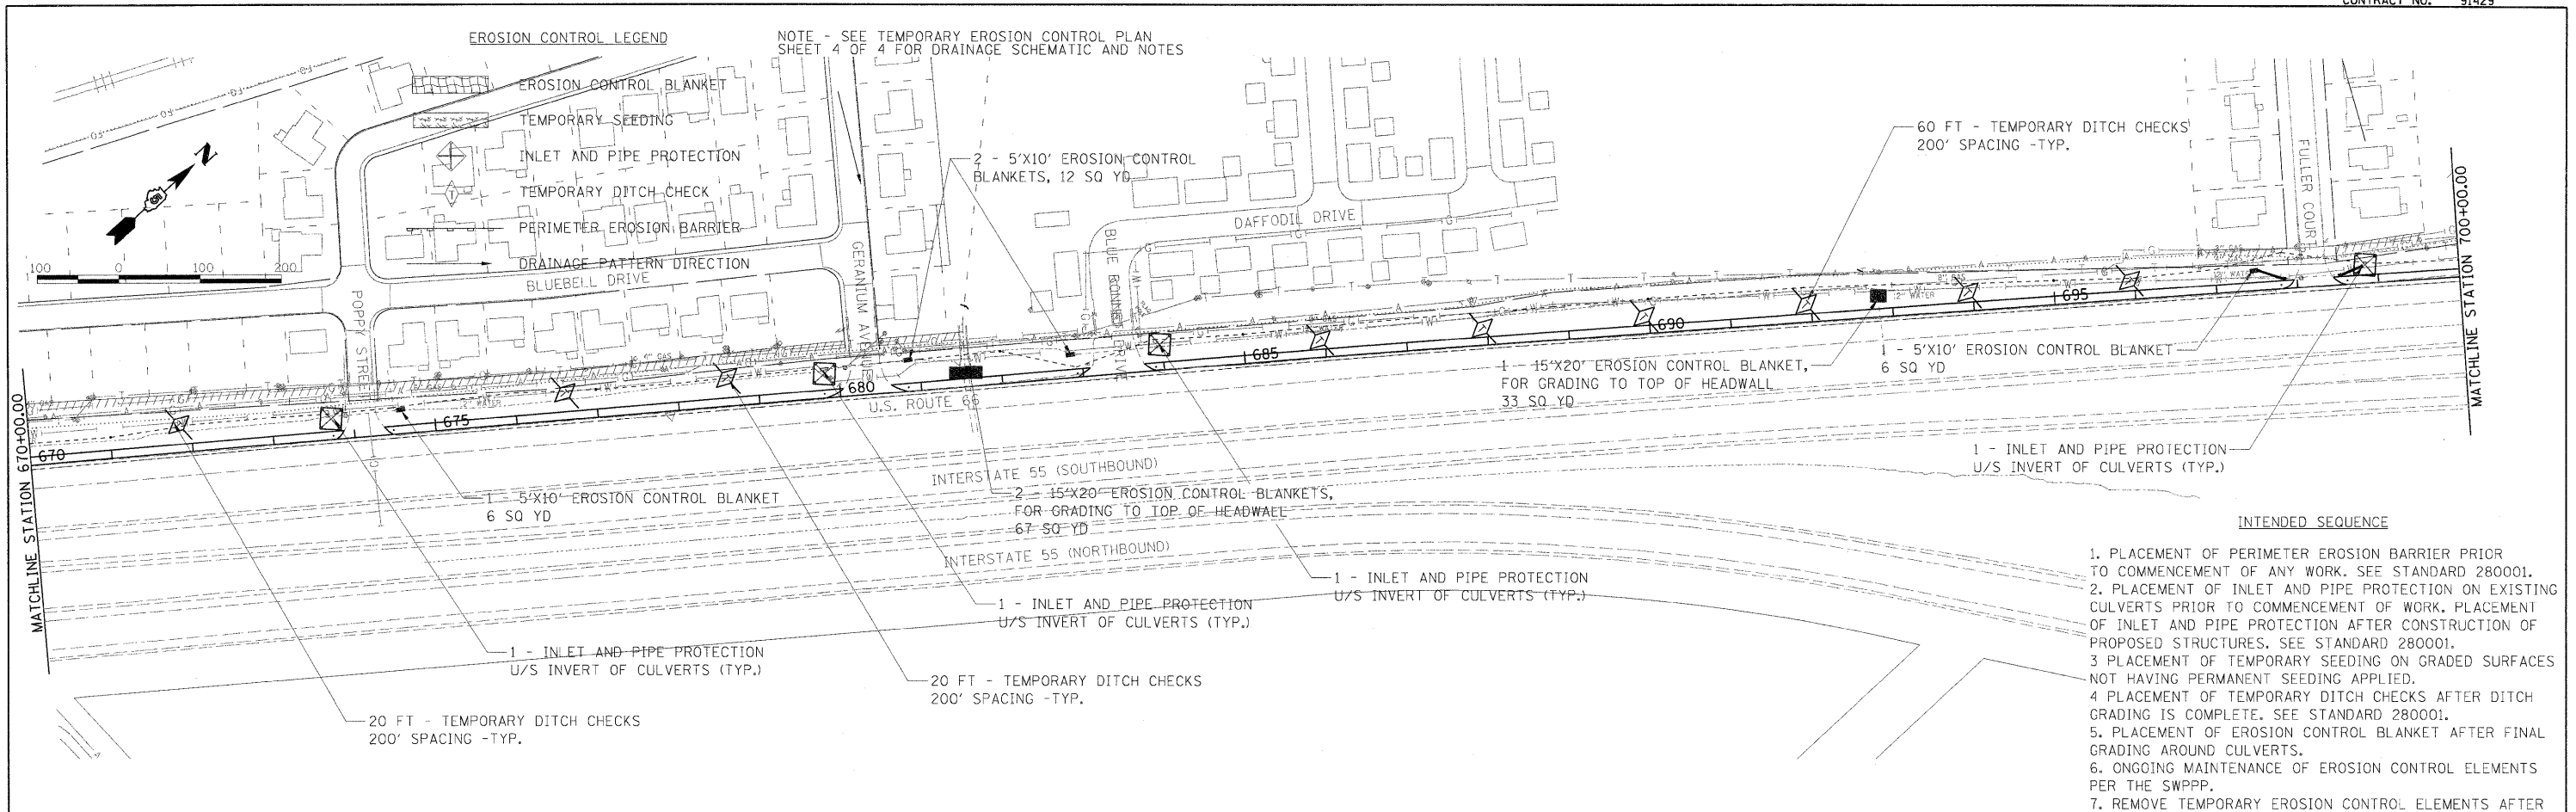 CONTRACT NO. 91429
EROSION CONTROL LEGEND
EROSION CONTROL BLANKET
TEMPORARY SEEDING
INLET AND PIPE PROTECTION
TEMPORARY DITCH CHECK
PERIMETER EROSION BARRIER
DRAINAGE PATTERN DIRECTION
NOTE - SEE TEMPORARY EROSION CONTROL PLAN
SHEET 4 OF 4 FOR DRAINAGE SCHEMATIC AND NOTES
N
100 0 100 200
BLUEBELL DRIVE
POPPY STREET
GERANIUM AVENUE
BLUE BONNET DRIVE
DAFFODIL DRIVE
FULLER COURT
2 - 5'X10' EROSION CONTROL
BLANKETS, 12 SQ YD
60 FT - TEMPORARY DITCH CHECKS
200' SPACING -TYP.
MATCHLINE STATION 670+00.00
MATCHLINE STATION 700+00.00
670
675
680
685
690
695
U.S. ROUTE 66
INTERSTATE 55 (SOUTHBOUND)
INTERSTATE 55 (NORTHBOUND)
1 - 15'X20' EROSION CONTROL BLANKET,
FOR GRADING TO TOP OF HEADWALL
33 SQ YD
1 - 5'X10' EROSION CONTROL BLANKET
6 SQ YD
1 - INLET AND PIPE PROTECTION
U/S INVERT OF CULVERTS (TYP.)
1 - 5'X10' EROSION CONTROL BLANKET
6 SQ YD
2 - 15'X20' EROSION CONTROL BLANKETS,
FOR GRADING TO TOP OF HEADWALL
67 SQ YD
1 - INLET AND PIPE PROTECTION
U/S INVERT OF CULVERTS (TYP.)
1 - INLET AND PIPE PROTECTION
U/S INVERT OF CULVERTS (TYP.)
1 - INLET AND PIPE PROTECTION
U/S INVERT OF CULVERTS (TYP.)
20 FT - TEMPORARY DITCH CHECKS
200' SPACING -TYP.
20 FT - TEMPORARY DITCH CHECKS
200' SPACING -TYP.
INTENDED SEQUENCE
1. PLACEMENT OF PERIMETER EROSION BARRIER PRIOR
TO COMMENCEMENT OF ANY WORK. SEE STANDARD 280001.
2. PLACEMENT OF INLET AND PIPE PROTECTION ON EXISTING
CULVERTS PRIOR TO COMMENCEMENT OF WORK. PLACEMENT
OF INLET AND PIPE PROTECTION AFTER CONSTRUCTION OF
PROPOSED STRUCTURES. SEE STANDARD 280001.
3 PLACEMENT OF TEMPORARY SEEDING ON GRADED SURFACES
NOT HAVING PERMANENT SEEDING APPLIED.
4 PLACEMENT OF TEMPORARY DITCH CHECKS AFTER DITCH
GRADING IS COMPLETE. SEE STANDARD 280001.
5. PLACEMENT OF EROSION CONTROL BLANKET AFTER FINAL
GRADING AROUND CULVERTS.
6. ONGOING MAINTENANCE OF EROSION CONTROL ELEMENTS
PER THE SWPPP.
7. REMOVE TEMPORARY EROSION CONTROL ELEMENTS AFTER